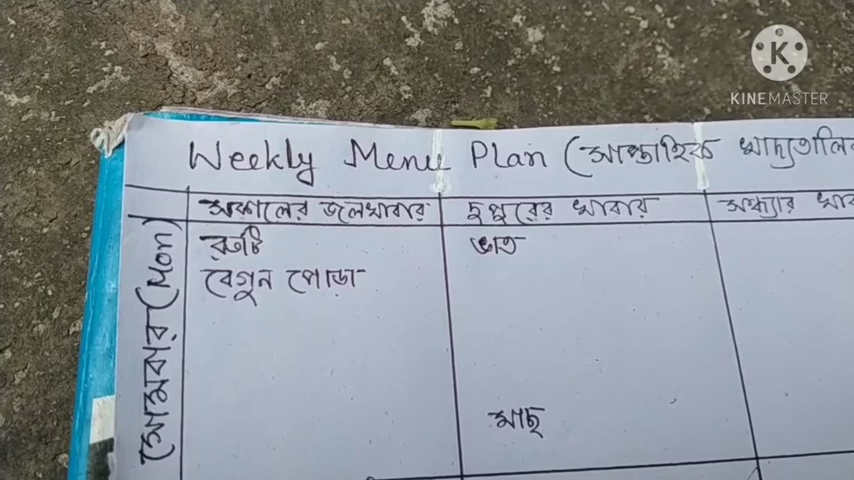 K
KINEMASTER
Weekly Menu Plan (সাপ্তাহিক খাদ্যতালি
সকালের জলখাবার দুপুরের খাবার সন্ধ্যার খাব
সোমবার (Mon)
রুটি ভাত
বেগুন পোড়া
মাছ